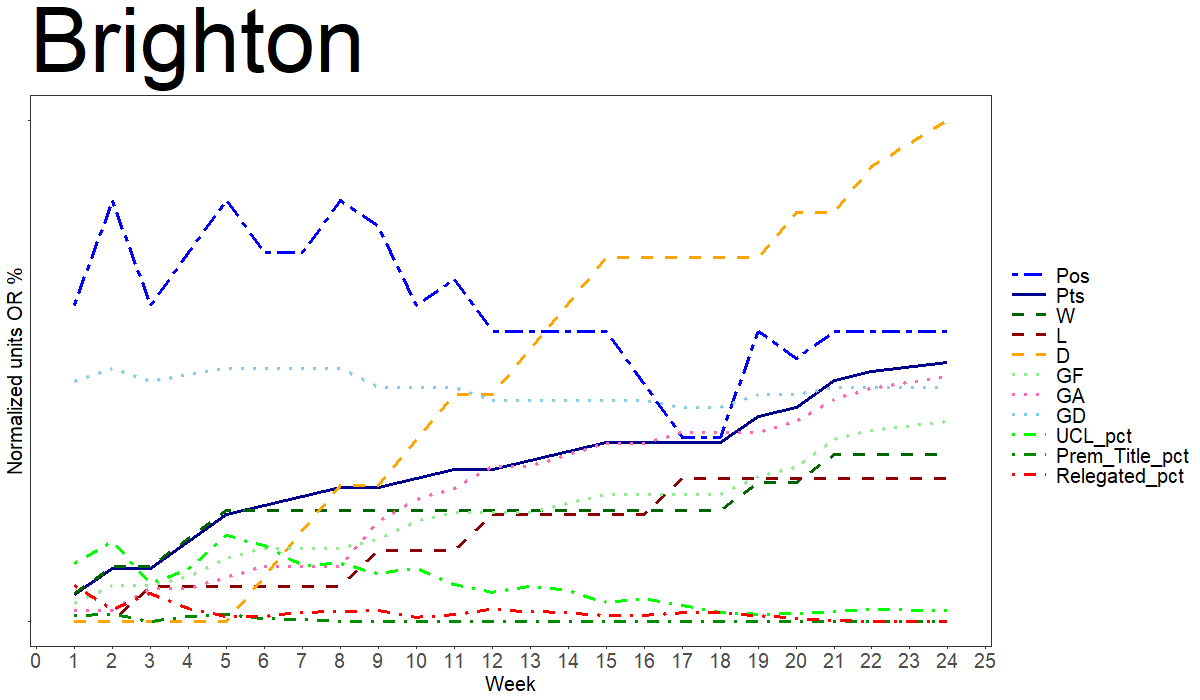 Brighton
Normalized units OR %
Pos
Pts
W
L
D
GF
GA
GD
UCL_pct
Prem_Title_pct
Relegated_pct
0 1 2 3 4 5 6 7 8 9 10 11 12 13 14 15 16 17 18 19 20 21 22 23 24 25
Week